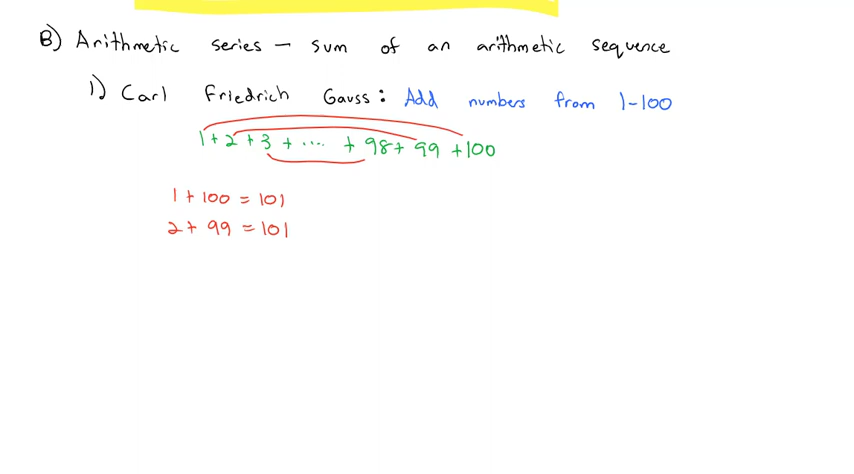 B) Arithmetic series – sum of an arithmetic sequence
1) Carl Friedrich Gauss: Add numbers from 1-100
1+2+3+....+98+99+100
1+100=101
2+99=101